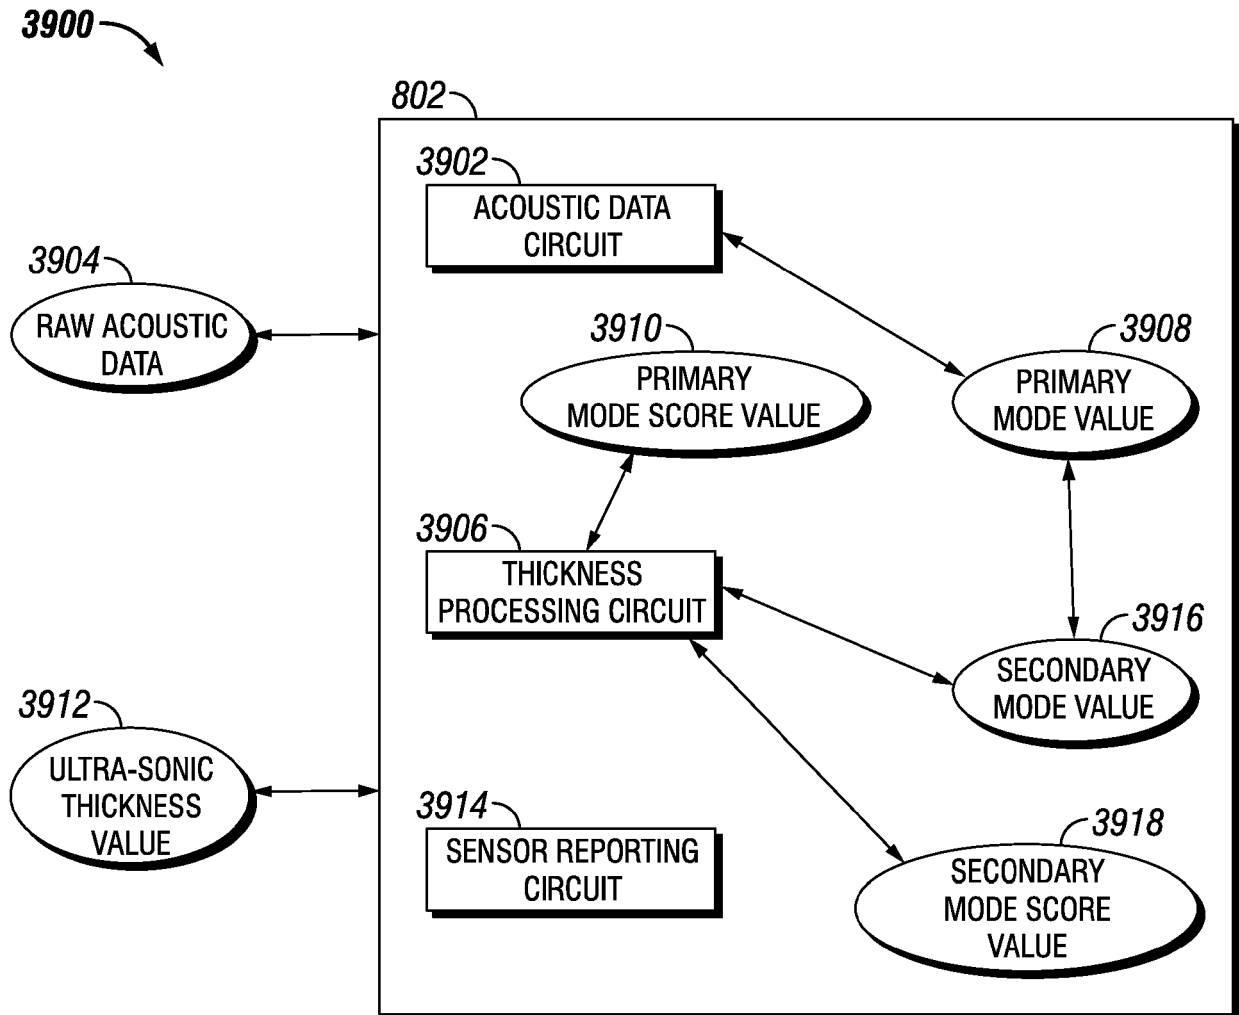 3900
802
3902
ACOUSTIC DATA
CIRCUIT
3904
RAW ACOUSTIC
DATA
3910
PRIMARY
MODE SCORE VALUE
3908
PRIMARY
MODE VALUE
3906
THICKNESS
PROCESSING CIRCUIT
3916
SECONDARY
MODE VALUE
3912
ULTRA-SONIC
THICKNESS
VALUE
3914
SENSOR REPORTING
CIRCUIT
3918
SECONDARY
MODE SCORE
VALUE